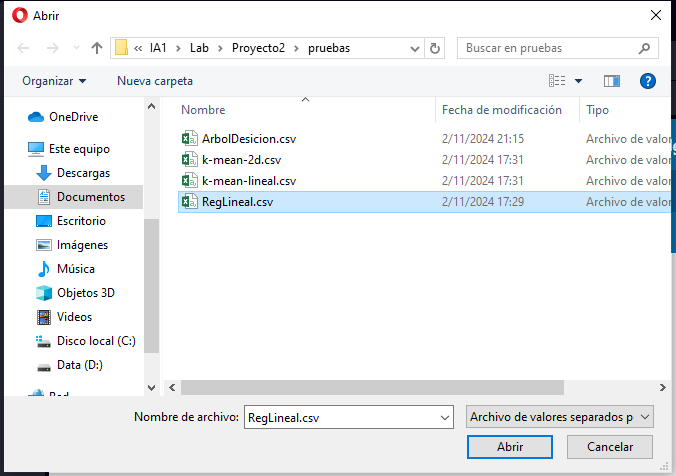 Abrir
IA1 Lab Proyecto2 pruebas
Buscar en pruebas
Organizar
Nueva carpeta
OneDrive
Este equipo
Descargas
Documentos
Escritorio
Imágenes
Música
Objetos 3D
Videos
Disco local (C:)
Data (D:)
Nombre Fecha de modificación Tipo
ArbolDesicion.csv 2/11/2024 21:15 Archivo de valor
k-mean-2d.csv 2/11/2024 17:31 Archivo de valor
k-mean-lineal.csv 2/11/2024 17:31 Archivo de valor
RegLineal.csv 2/11/2024 17:29 Archivo de valor
Nombre de archivo: RegLineal.csv
Archivo de valores separados p
Abrir Cancelar